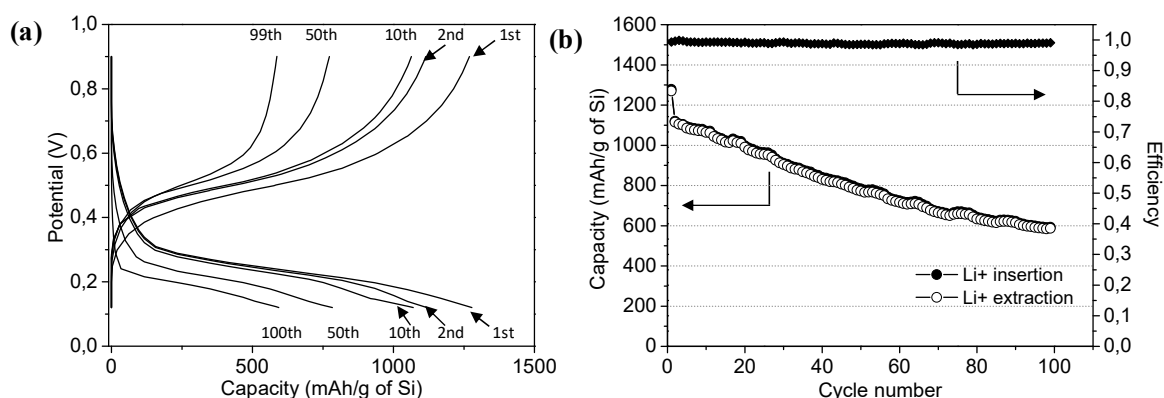 (a)
1,0
0,8
0,6
0,4
0,2
0,0
Potential (V)
99th 50th 10th 2nd 1st
100th 50th 10th 2nd 1st
0 500 1000 1500
Capacity (mAh/g of Si)
(b)
1600
1400
1200
1000
800
600
400
200
0
Capacity (mAh/g of Si)
1,0
0,9
0,8
0,7
0,6
0,5
0,4
0,3
0,2
0,1
0,0
Efficiency
Li+ insertion
Li+ extraction
0 20 40 60 80 100
Cycle number